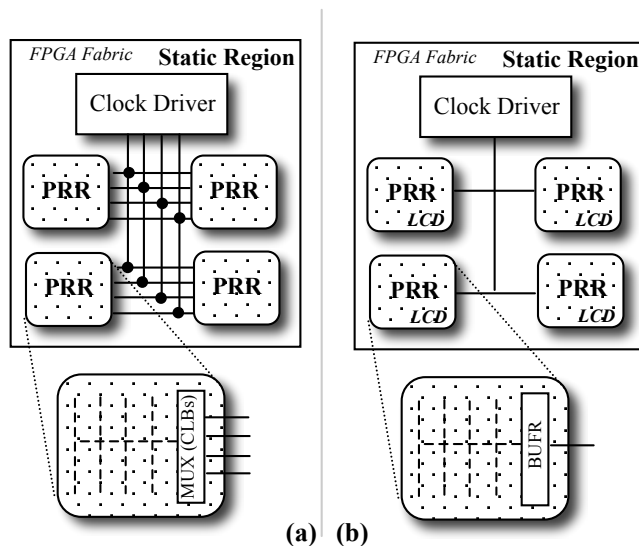 FPGA Fabric Static Region
Clock Driver
PRR PRR
PRR PRR
MUX (CLBs)
(a)
FPGA Fabric Static Region
Clock Driver
PRR LCD PRR LCD
PRR LCD PRR LCD
BUFR
(b)